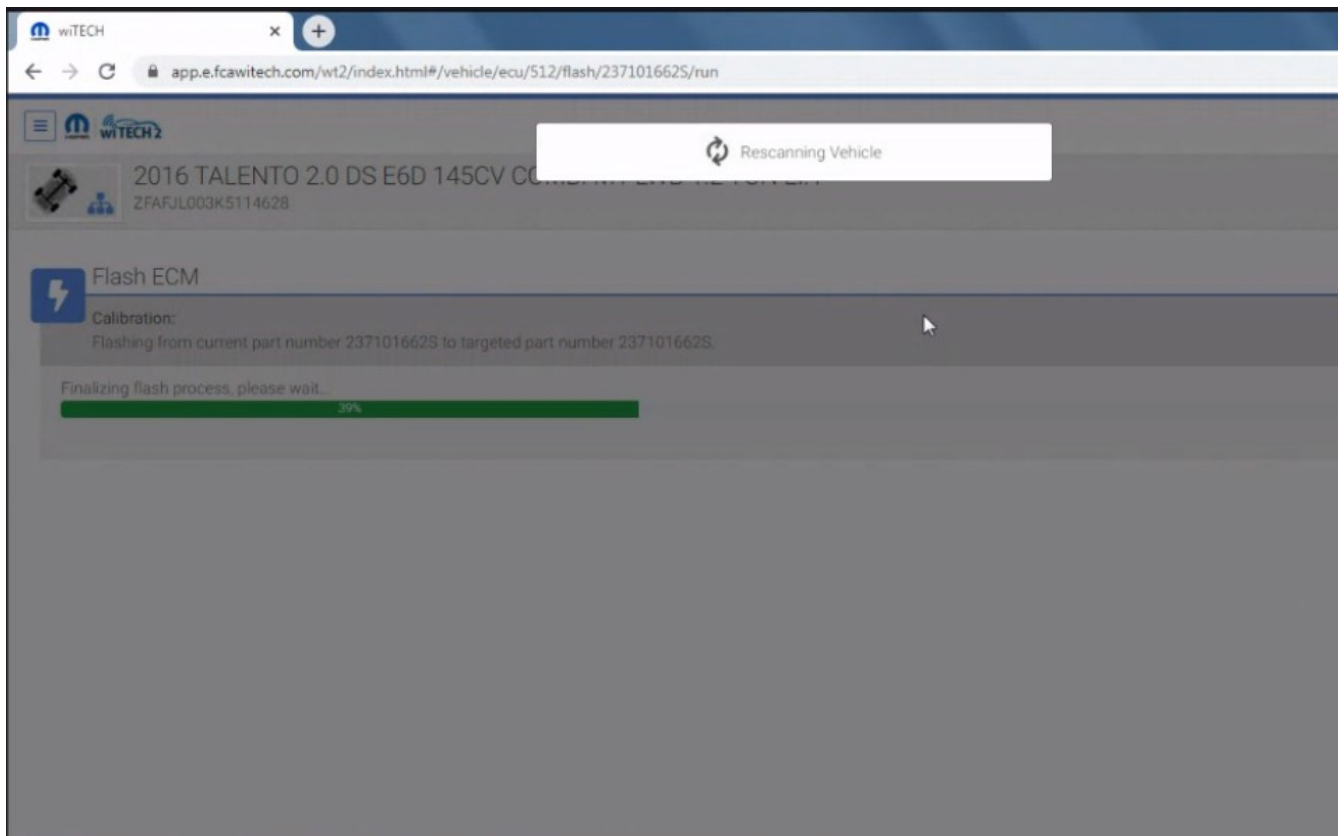 wiTECH
app.e.fcawitech.com/wt2/index.html#/vehicle/ecu/512/flash/237101662S/run
wiTECH2
Rescanning Vehicle
2016 TALENTO 2.0 DS E6D 145CV
ZFAFJL003K5114628
Flash ECM
Calibration:
Flashing from current part number 237101662S to targeted part number 237101662S.
Finalizing flash process, please wait...
39%